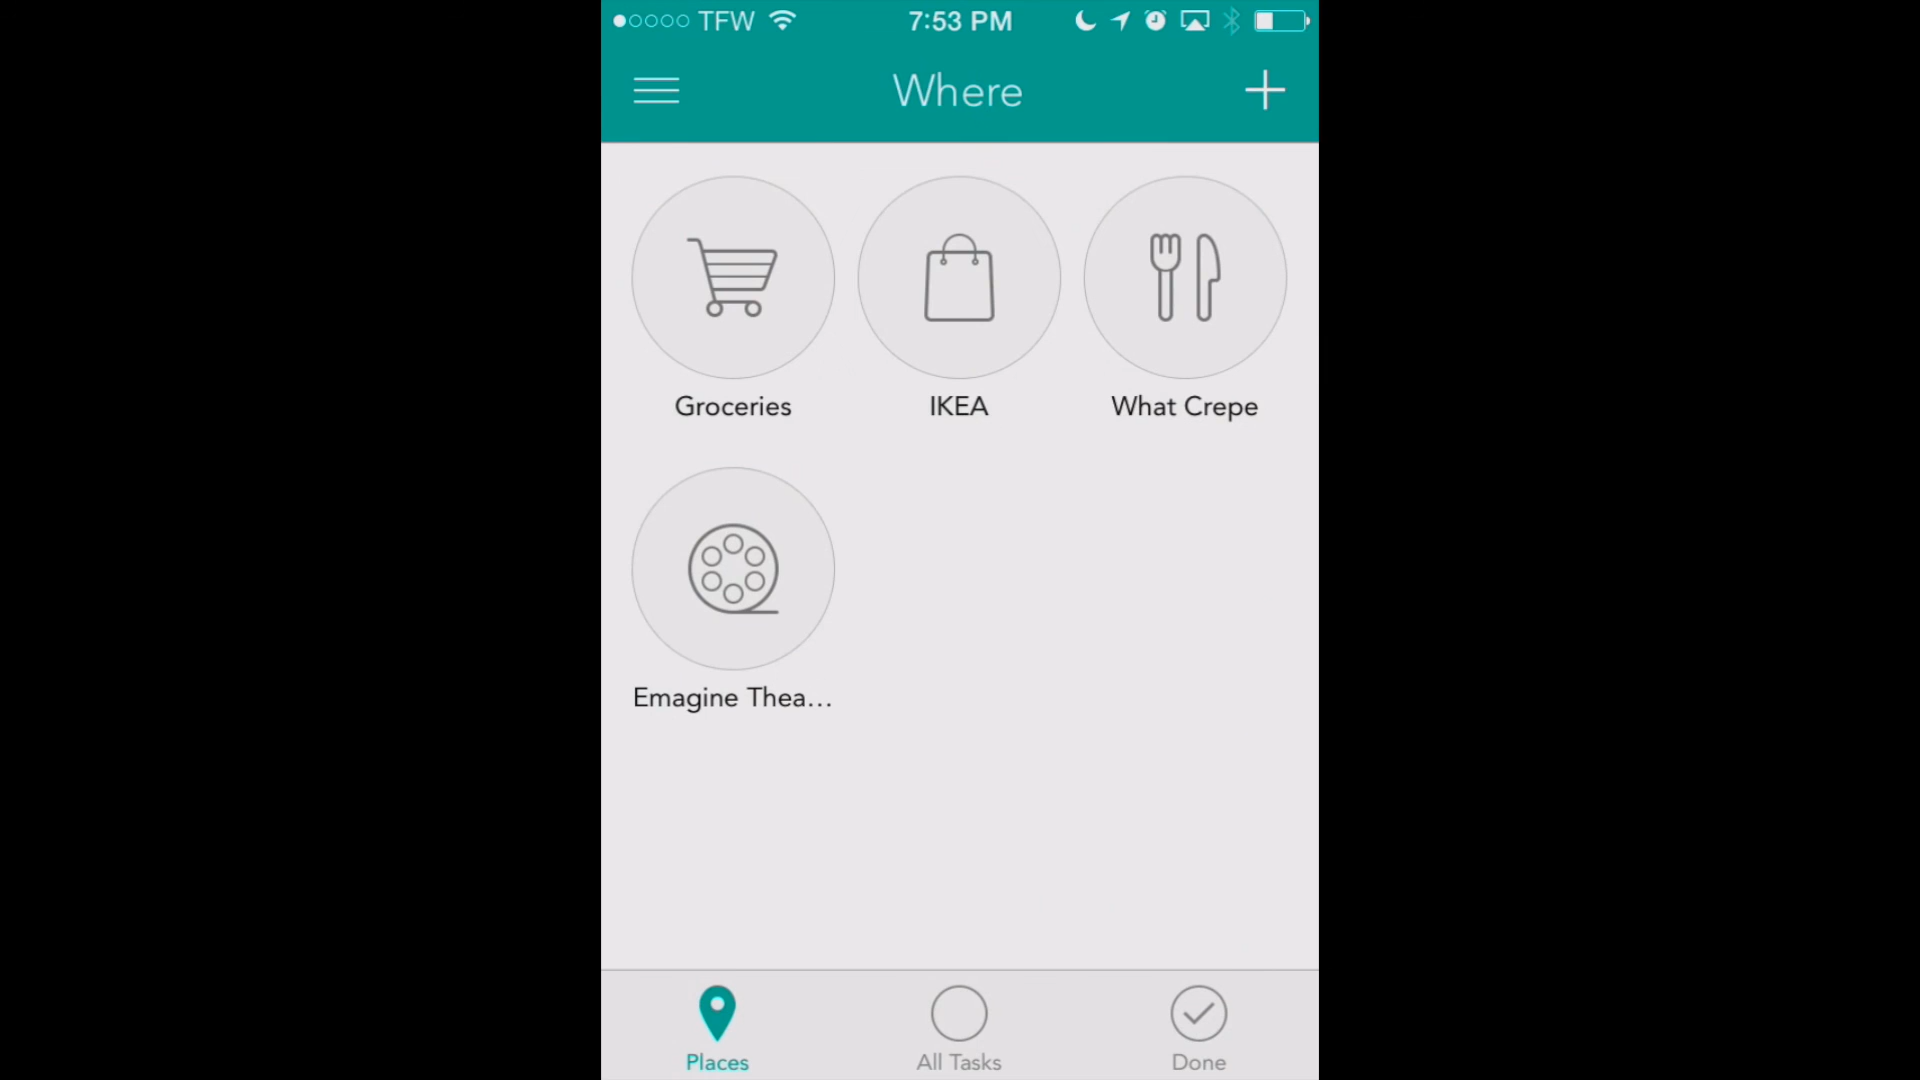 TFW 7:53 PM
Where
Groceries IKEA What Crepe
Emagine Thea...
Places All Tasks Done